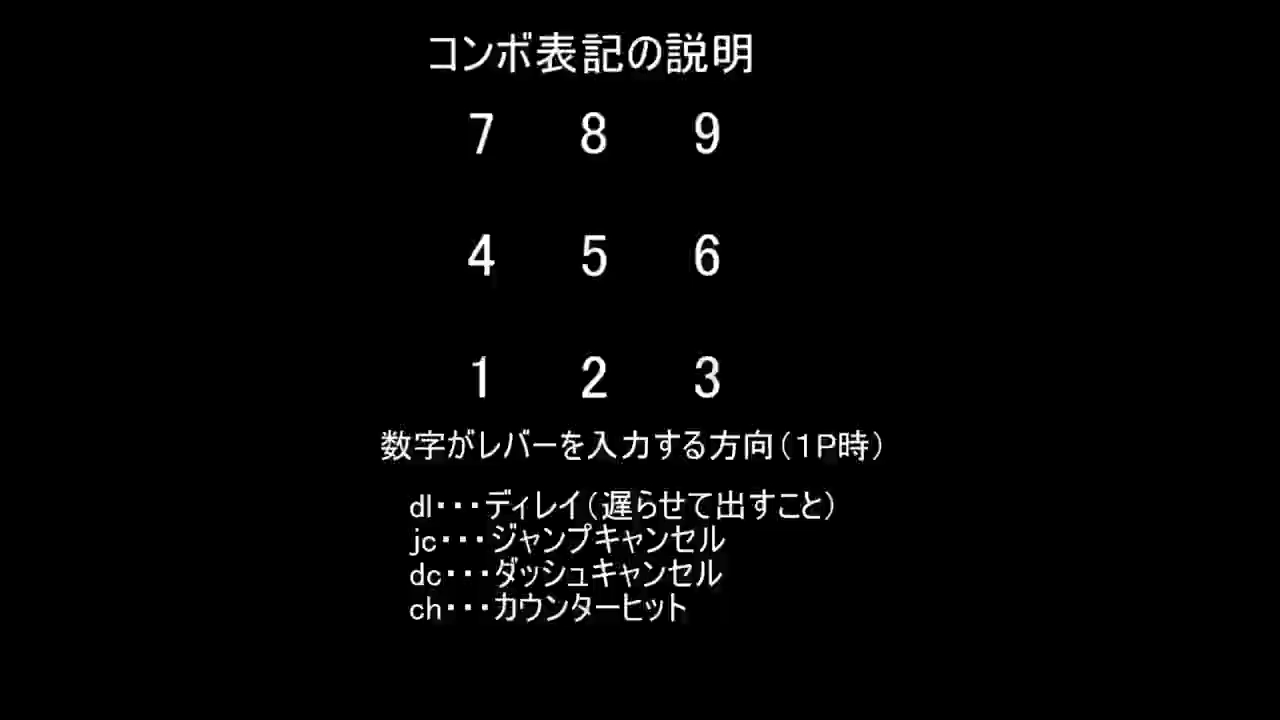 コンボ表記の説明
7 8 9
4 5 6
1 2 3
数字がレバーを入力する方向（１Ｐ時）
dl・・・ディレイ（遅らせて出すこと）
jc・・・ジャンプキャンセル
dc・・・ダッシュキャンセル
ch・・・カウンターヒット